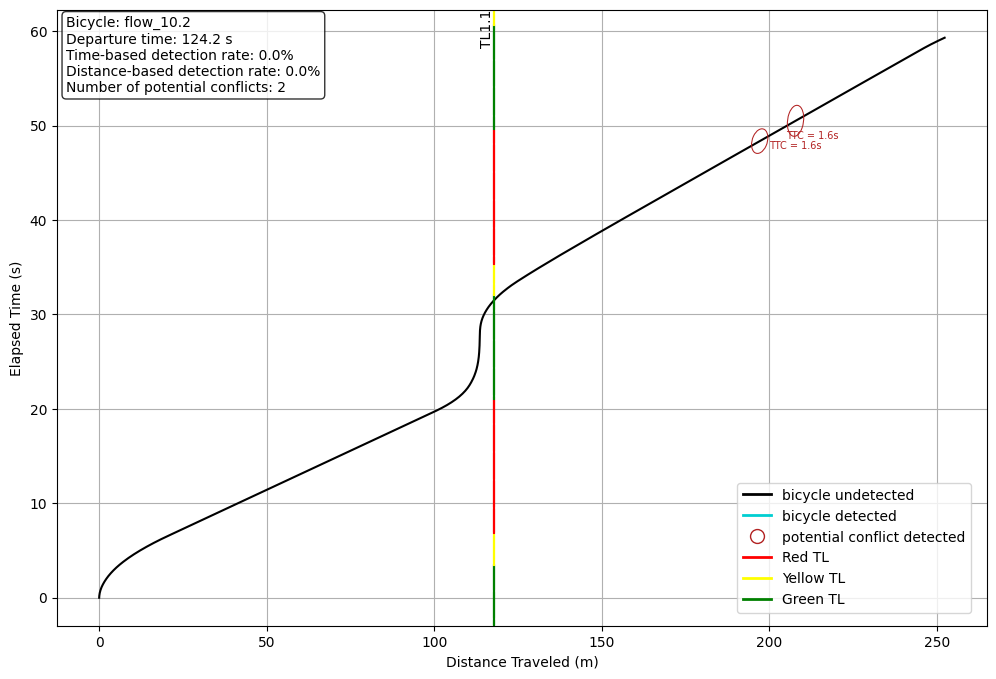 Bicycle: flow_10.2
Departure time: 124.2 s
Time-based detection rate: 0.0%
Distance-based detection rate: 0.0%
Number of potential conflicts: 2
TL1.1
TTC = 1.6s
TTC = 1.6s
60
50
40
30
20
10
0
Elapsed Time (s)
bicycle undetected
bicycle detected
potential conflict detected
Red TL
Yellow TL
Green TL
0
50
100
150
200
250
Distance Traveled (m)